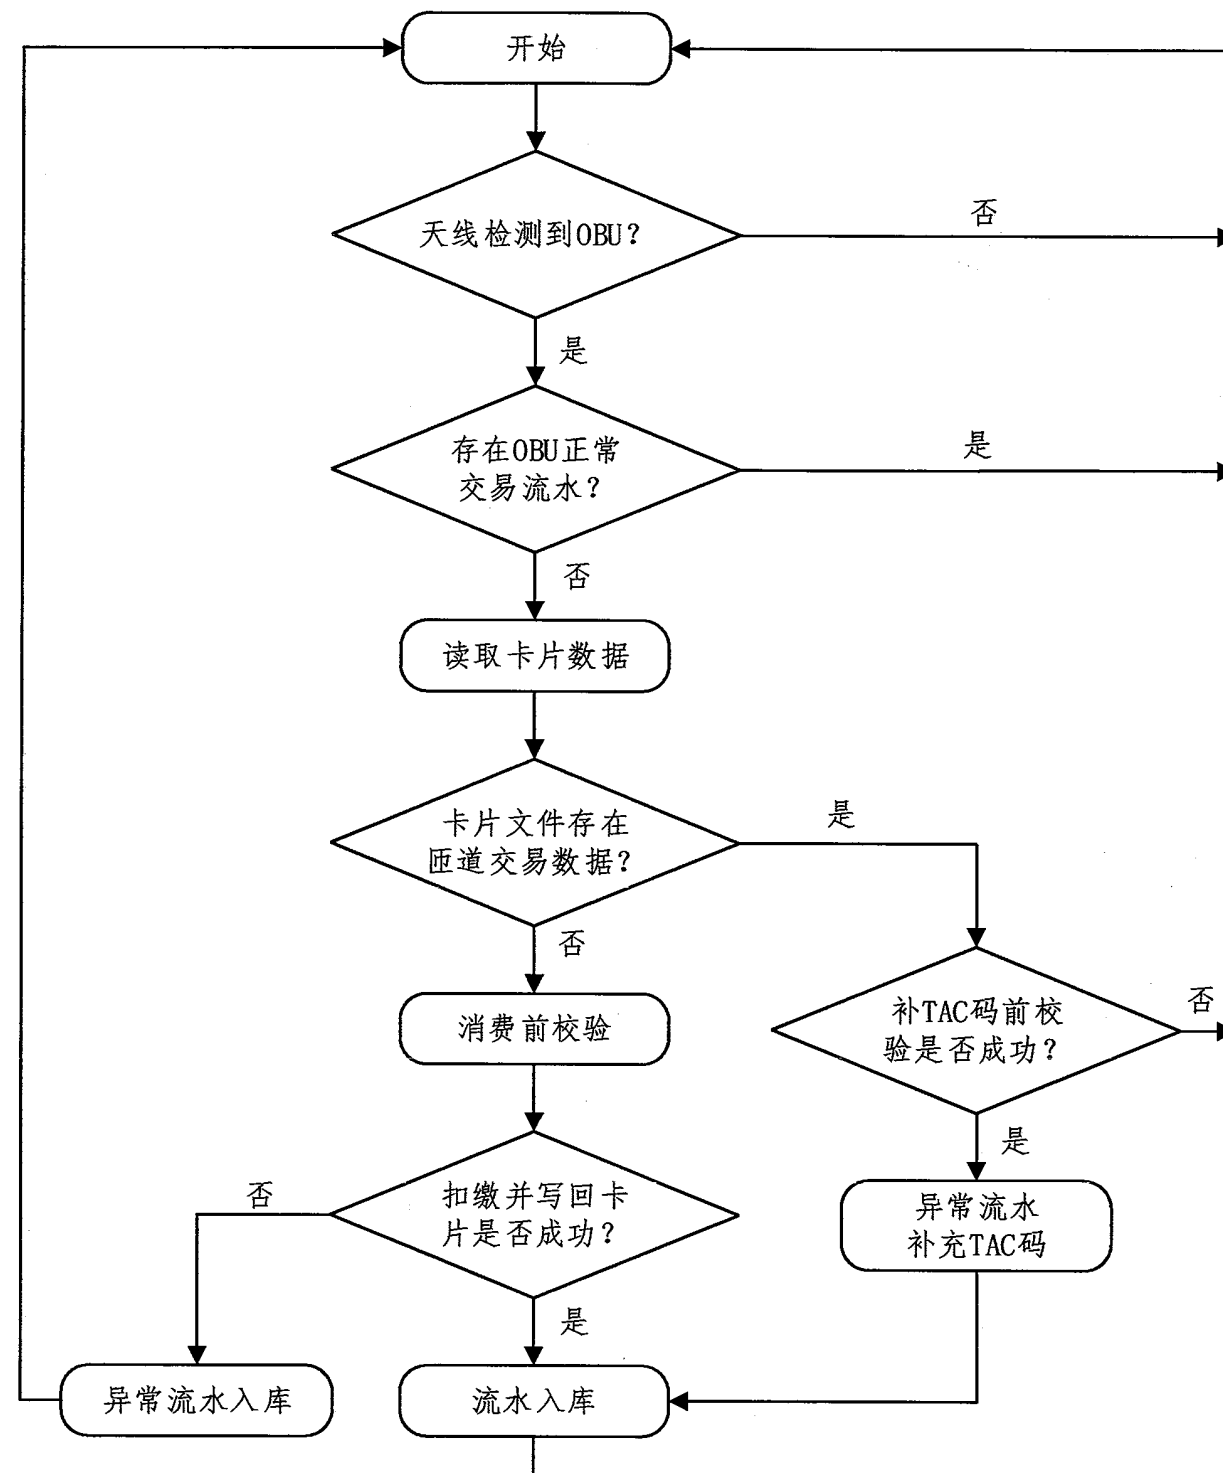 开始
天线检测到OBU?
否
是
存在OBU正常
交易流水?
是
否
读取卡片数据
卡片文件存在
匝道交易数据?
是
否
消费前校验
补TAC码前校
验是否成功?
否
是
扣缴并写回卡
片是否成功?
否
是
异常流水
补充TAC码
异常流水入库
流水入库